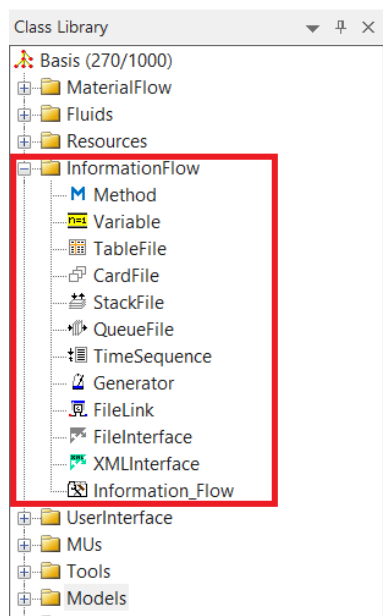 Class Library
Basis (270/1000)
MaterialFlow
Fluids
Resources
InformationFlow
M Method
n=1 Variable
TableFile
CardFile
StackFile
QueueFile
TimeSequence
Generator
FileLink
FileInterface
XMLInterface
Information_Flow
UserInterface
MUs
Tools
Models